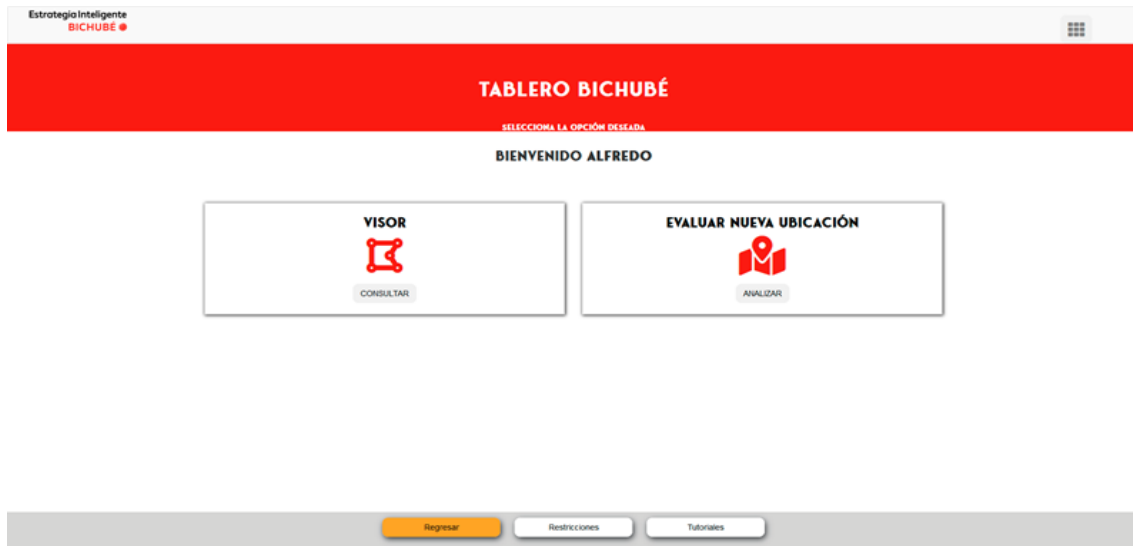 Estrategia Inteligente
BICHUBÉ
TABLERO BICHUBÉ
SELECCIONA LA OPCIÓN DESEADA
BIENVENIDO ALFREDO
VISOR
CONSULTAR
EVALUAR NUEVA UBICACIÓN
ANALIZAR
Regresar
Restricciones
Tutoriales